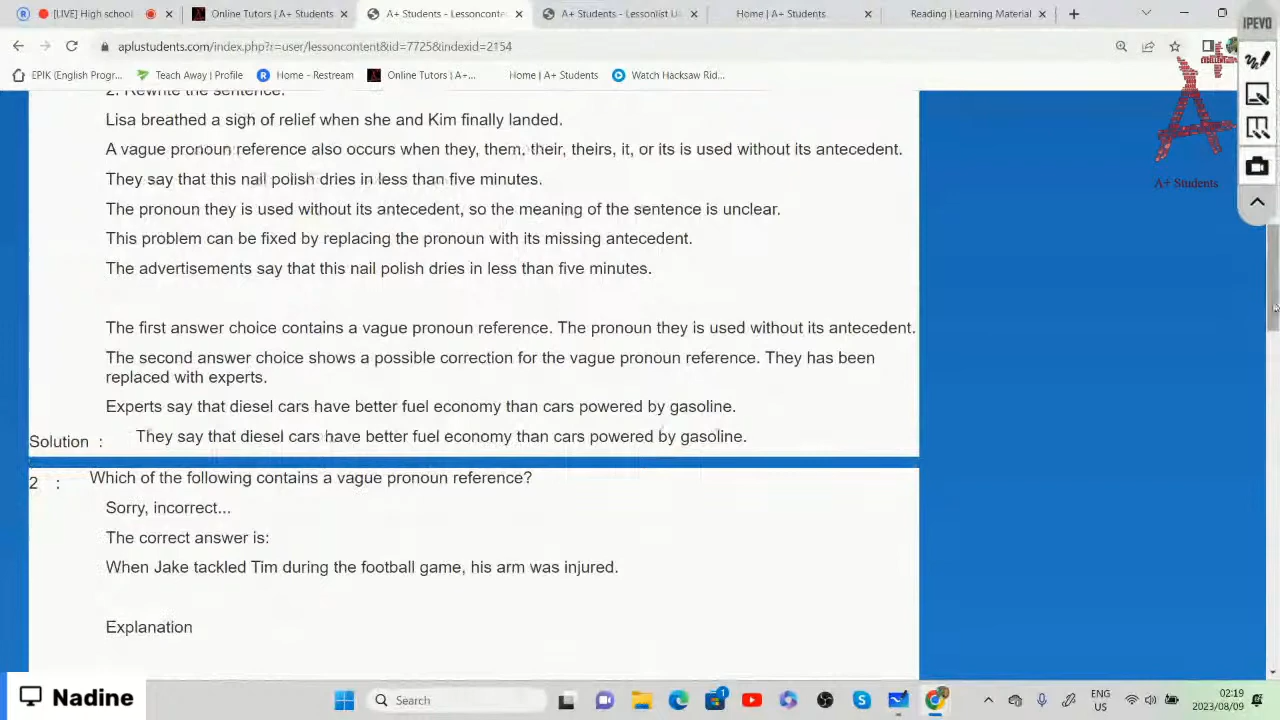 [LIVE] High school
Online Tutors | A+ Students
A+ Students - Lessonconte
A+ Students - Lessonlist U
Home | A+ Students
Reading | Learning Material
IPEVO
aplustudents.com/index.php?r=user/lessoncontent&id=7725&indexid=2154
EPIK (English Progr...
Teach Away | Profile
Home - Restream
Online Tutors | A+...
Home | A+ Students
Watch Hacksaw Rid...
2. Rewrite the sentence.
Lisa breathed a sigh of relief when she and Kim finally landed.
A vague pronoun reference also occurs when they, them, their, theirs, it, or its is used without its antecedent.
They say that this nail polish dries in less than five minutes.
A+ Students
The pronoun they is used without its antecedent, so the meaning of the sentence is unclear.
This problem can be fixed by replacing the pronoun with its missing antecedent.
The advertisements say that this nail polish dries in less than five minutes.
The first answer choice contains a vague pronoun reference. The pronoun they is used without its antecedent.
The second answer choice shows a possible correction for the vague pronoun reference. They has been
replaced with experts.
Experts say that diesel cars have better fuel economy than cars powered by gasoline.
Solution : They say that diesel cars have better fuel economy than cars powered by gasoline.
2 : Which of the following contains a vague pronoun reference?
Sorry, incorrect...
The correct answer is:
When Jake tackled Tim during the football game, his arm was injured.
Explanation
Nadine
Search
1
ENG
US
02:19
2023/08/09